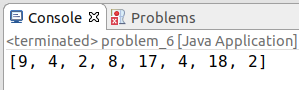 Console Problems
<terminated> problem_6 [Java Application]
[9, 4, 2, 8, 17, 4, 18, 2]